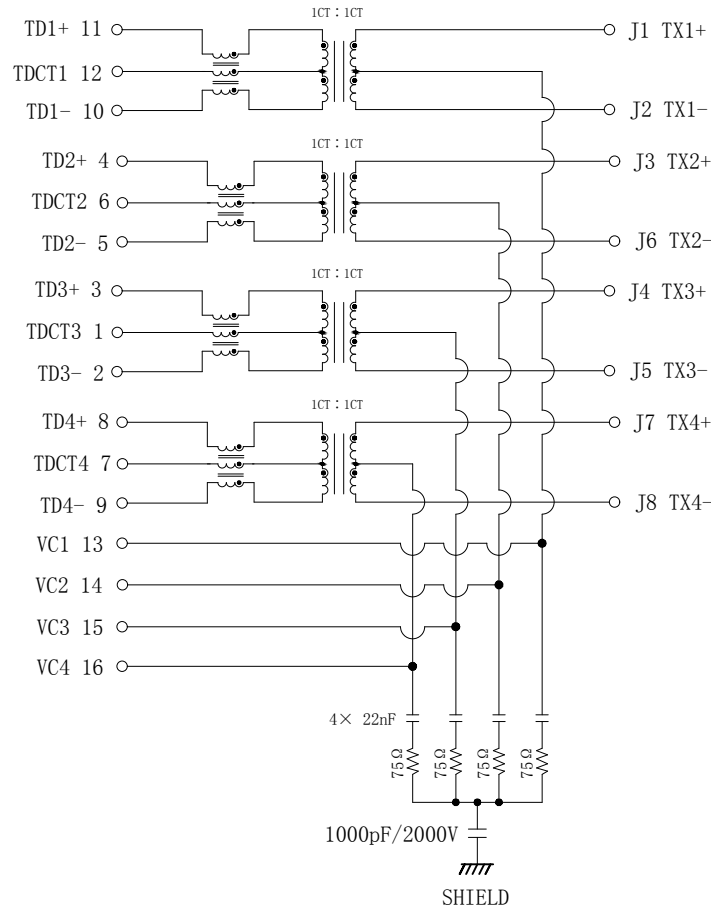 1CT：1CT
TD1+ 11
J1 TX1+
TDCT1 12
TD1- 10
J2 TX1-
1CT：1CT
TD2+ 4
J3 TX2+
TDCT2 6
TD2- 5
J6 TX2-
1CT：1CT
TD3+ 3
J4 TX3+
TDCT3 1
TD3- 2
J5 TX3-
1CT：1CT
TD4+ 8
J7 TX4+
TDCT4 7
TD4- 9
J8 TX4-
VC1 13
VC2 14
VC3 15
VC4 16
4× 22nF
75Ω
75Ω
75Ω
75Ω
1000pF/2000V
SHIELD